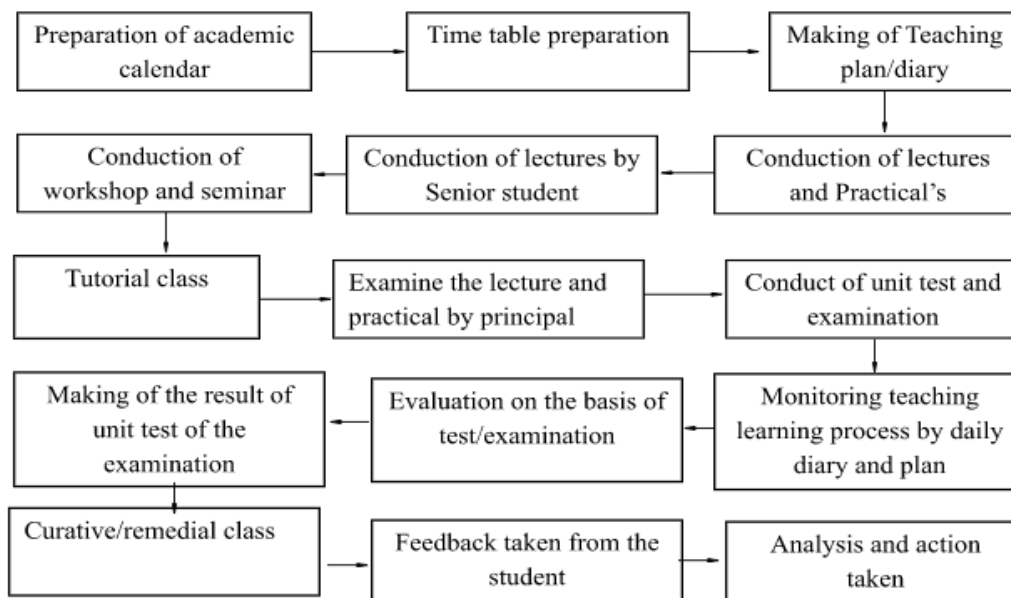 Preparation of academic
calendar
Time table preparation
Making of Teaching
plan/diary
Conduction of
workshop and seminar
Conduction of lectures by
Senior student
Conduction of lectures
and Practical's
Tutorial class
Examine the lecture and
practical by principal
Conduct of unit test and
examination
Making of the result of
unit test of the
examination
Evaluation on the basis of
test/examination
Monitoring teaching
learning process by daily
diary and plan
Curative/remedial class
Feedback taken from the
student
Analysis and action
taken